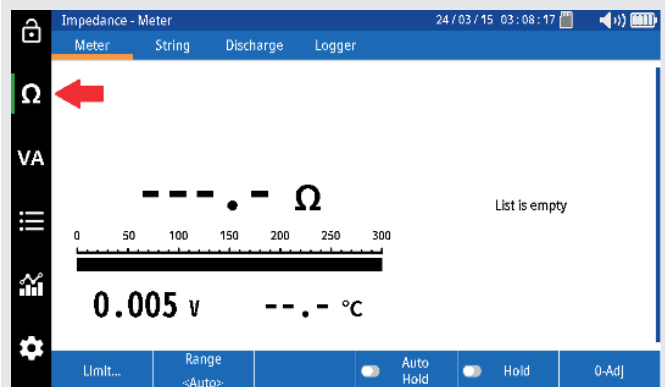 Impedance - Meter 24/03/15 03:08:17
Meter String Discharge Logger
Ω
VA
---.- Ω
List is empty
0 50 100 150 200 250 300
0.005 V --.- °C
Limit... Range <Auto> Auto Hold Hold 0-Adj